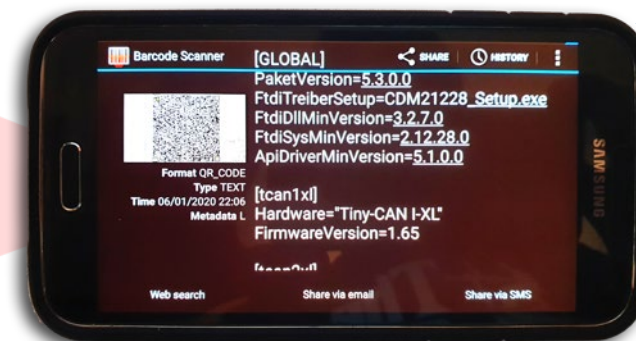 Barcode Scanner
SHARE
HISTORY
[GLOBAL]
PaketVersion=5.3.0.0
FtdiTreiberSetup=CDM21228_Setup.exe
FtdiDllMinVersion=3.2.7.0
FtdiSysMinVersion=2.12.28.0
ApiDriverMinVersion=5.1.0.0
[tcan1xl]
Hardware="Tiny-CAN I-XL"
FirmwareVersion=1.65
Format QR_CODE
Type TEXT
Time 06/01/2020 22:06
Metadata L
Web search
Share via email
Share via SMS
SAMSUNG